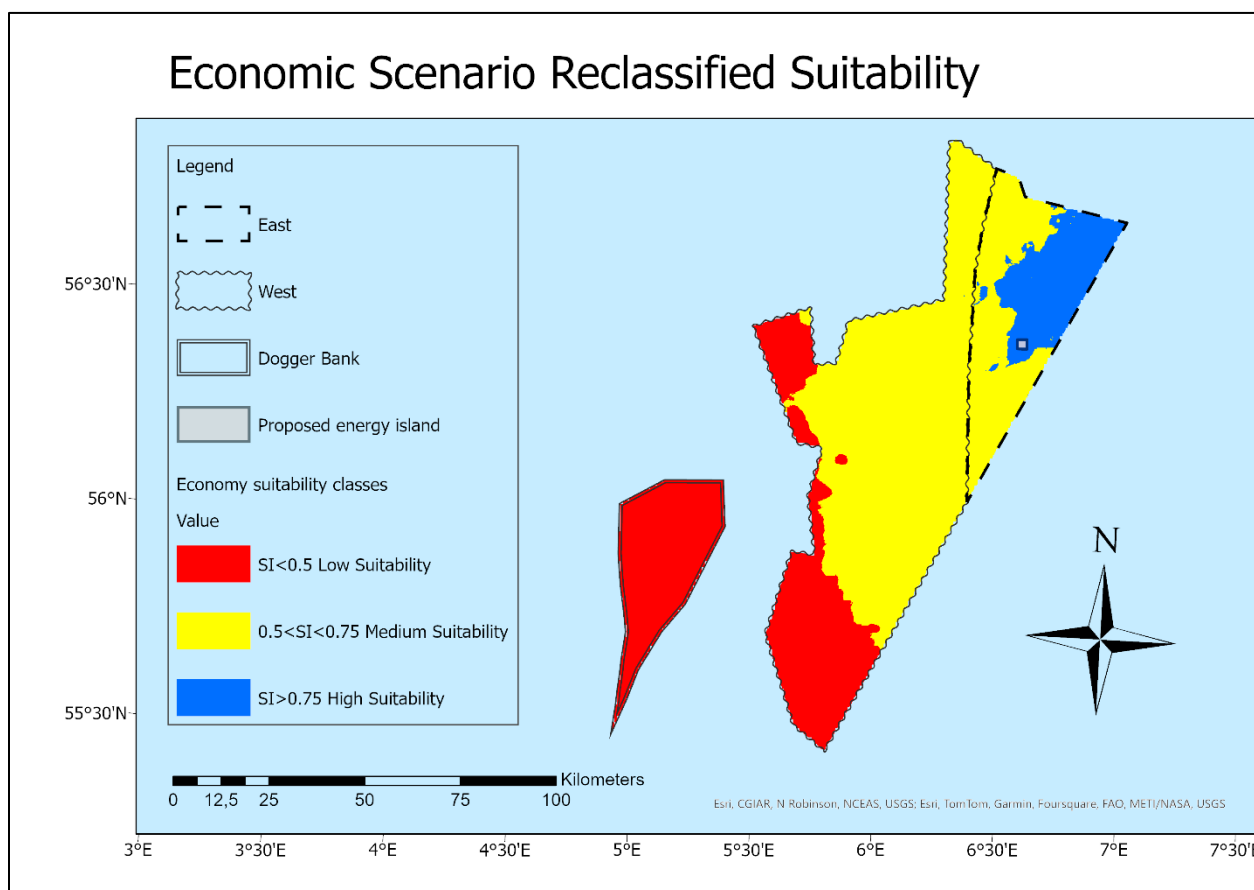 Economic Scenario Reclassified Suitability
Legend
East
West
Dogger Bank
Proposed energy island
Economy suitability classes
Value
SI<0.5 Low Suitability
0.5<SI<0.75 Medium Suitability
SI>0.75 High Suitability
56°30'N
56°N
55°30'N
N
Kilometers
0 12,5 25 50 75 100
Esri, CGIAR, N Robinson, NCEAS, USGS; Esri, TomTom, Garmin, Foursquare, FAO, METI/NASA, USGS
3°E 3°30'E 4°E 4°30'E 5°E 5°30'E 6°E 6°30'E 7°E 7°30'E